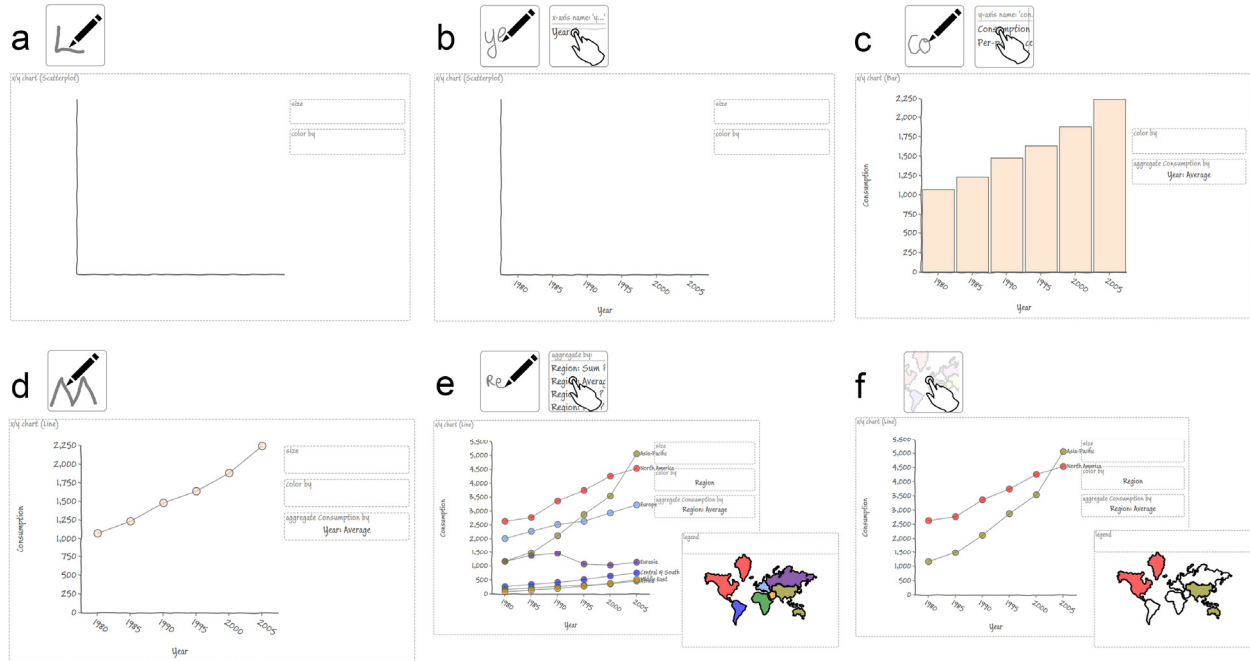 a
x/y chart (Scatterplot)
size
color by
b
ye
x-axis name: 'y...'
Year
x/y chart (Scatterplot)
size
color by
1980 1985 1990 1995 2000 2005
Year
c
co
y-axis name: 'con.
Consumption
x/y chart (Bar)
2,250
2,000
1,750
1,500
1,250
1,000
750
500
250
0
Consumption
1980 1985 1990 1995 2000 2005
Year
color by
aggregate Consumption by
Year: Average
d
x/y chart (Line)
2,250
2,000
1,750
1,500
1,250
1,000
750
500
250
0
Consumption
1980 1985 1990 1995 2000 2005
Year
size
color by
aggregate Consumption by
Year: Average
e
Re
aggregate by:
Region: Sum
x/y chart (Line)
5,500
5,000
4,500
4,000
3,500
3,000
2,500
2,000
1,500
1,000
500
0
Consumption
1980 1985 1990 1995 2000 2005
Year
Asia-Pacific
North America
Europe
Eurasia
Central & South
Middle East
size
color by
Region
aggregate Consumption by
Region: Average
legend
f
x/y chart (Line)
5,500
5,000
4,500
4,000
3,500
3,000
2,500
2,000
1,500
1,000
500
0
Consumption
1980 1985 1990 1995 2000 2005
Year
Asia-Pacific
North America
size
color by
Region
aggregate Consumption by
Region: Average
legend